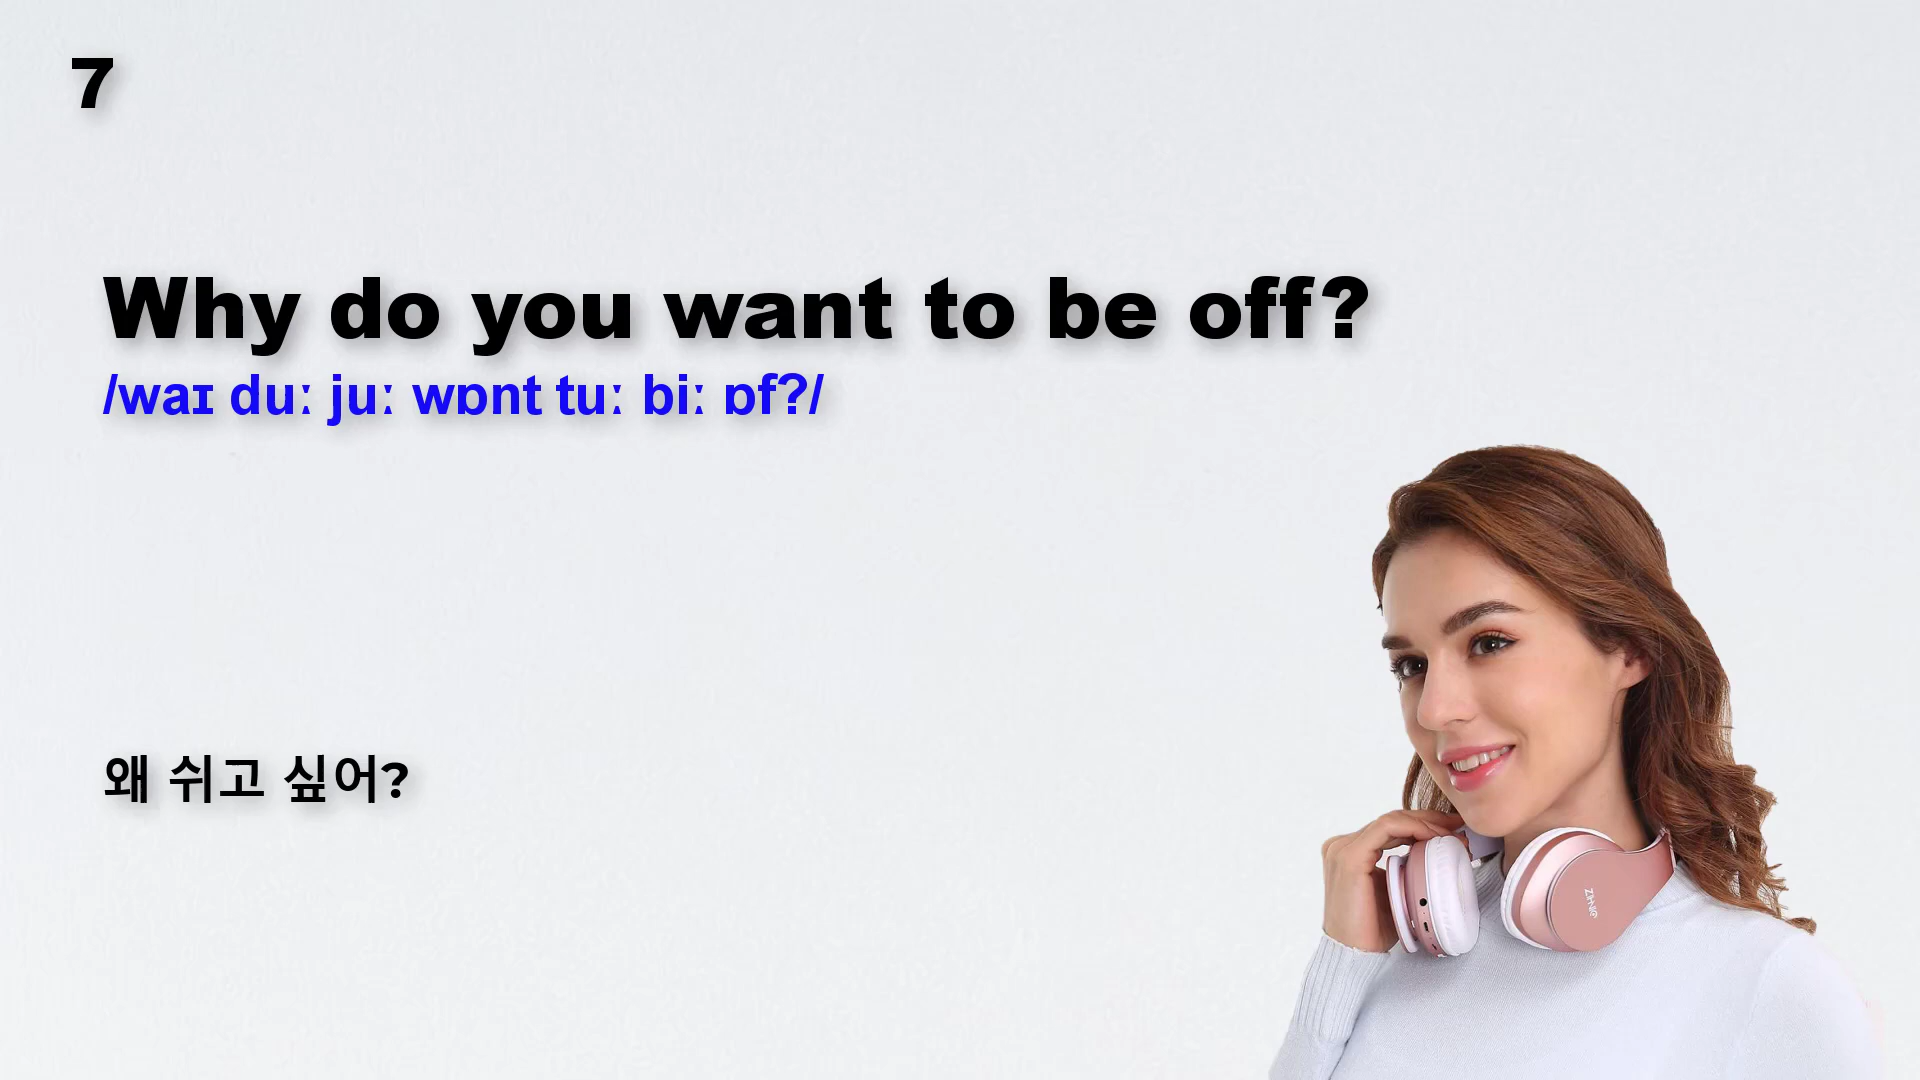 7
Why do you want to be off?
/waɪ duː juː wɒnt tuː biː ɒf?/
왜 쉬고 싶어?